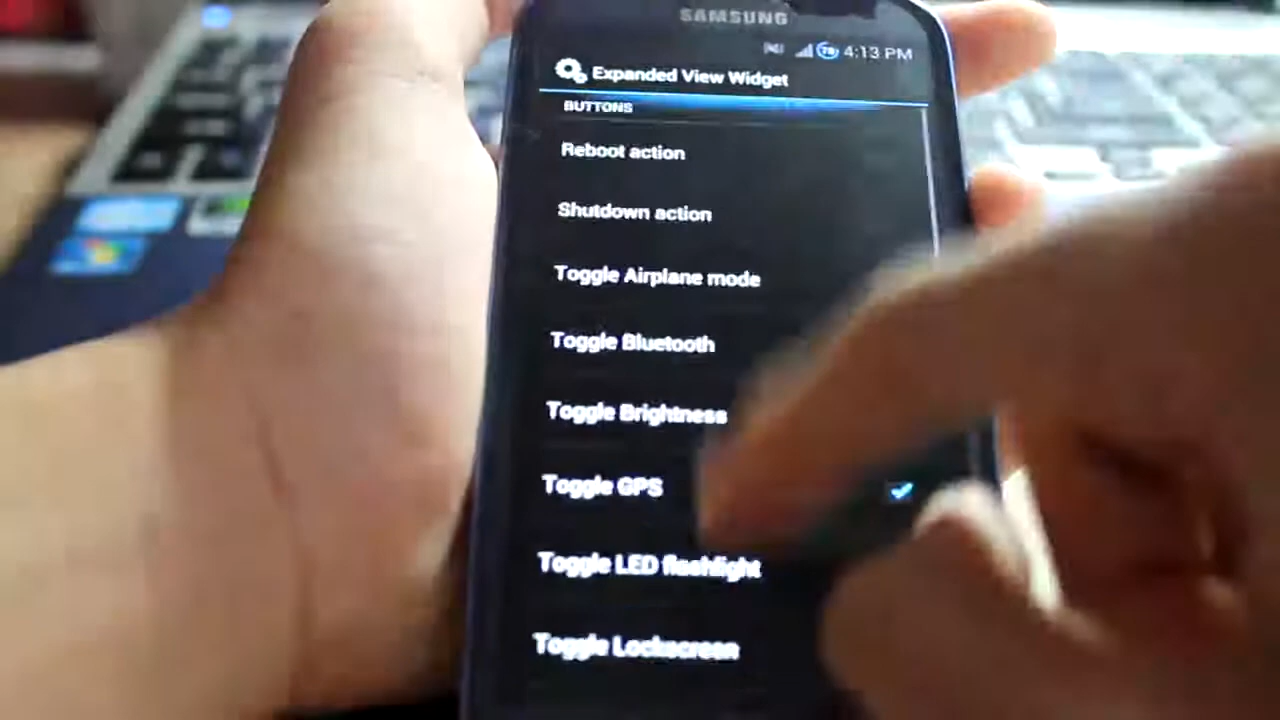 SAMSUNG
4:13 PM
Expanded View Widget
BUTTONS
Reboot action
Shutdown action
Toggle Airplane mode
Toggle Bluetooth
Toggle Brightness
Toggle GPS
Toggle LED flashlight
Toggle Lockscreen